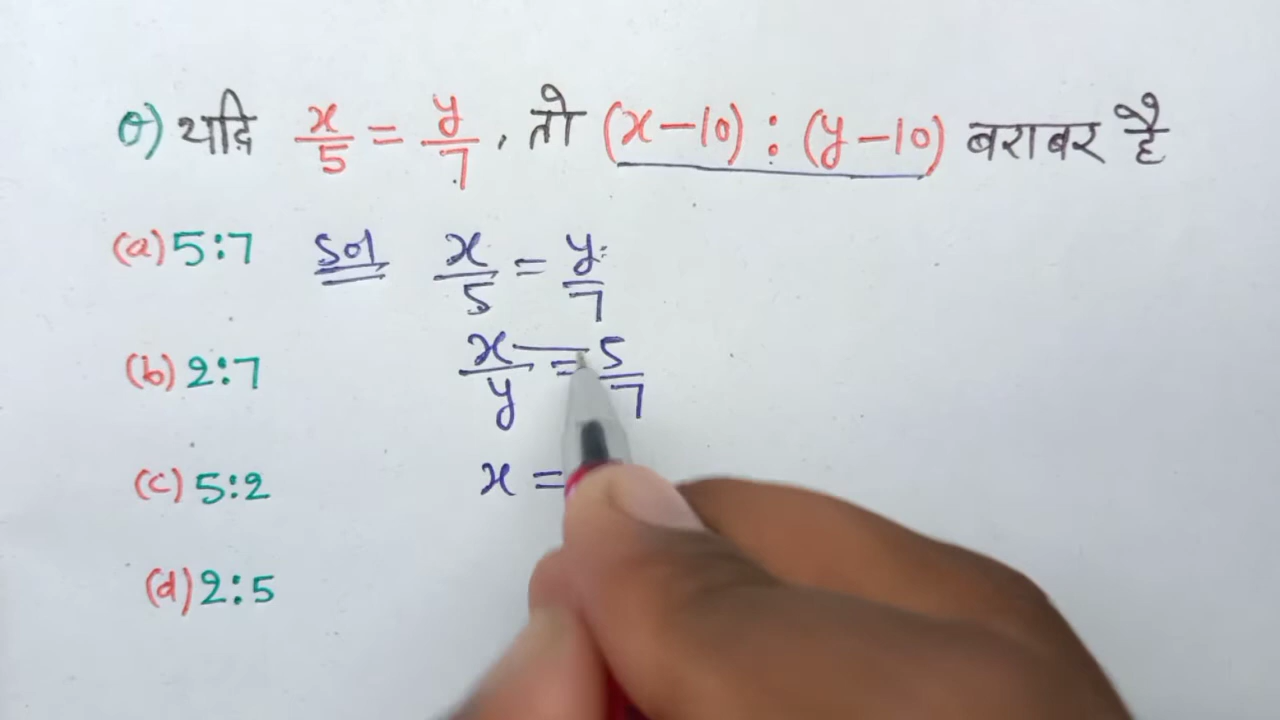 Q) यदि x/5 = y/7, तो (x-10) : (y-10) बराबर है
(a) 5:7
Sol x/5 = y/7
(b) 2:7
x/y = 5/7
(c) 5:2
x =
(d) 2:5